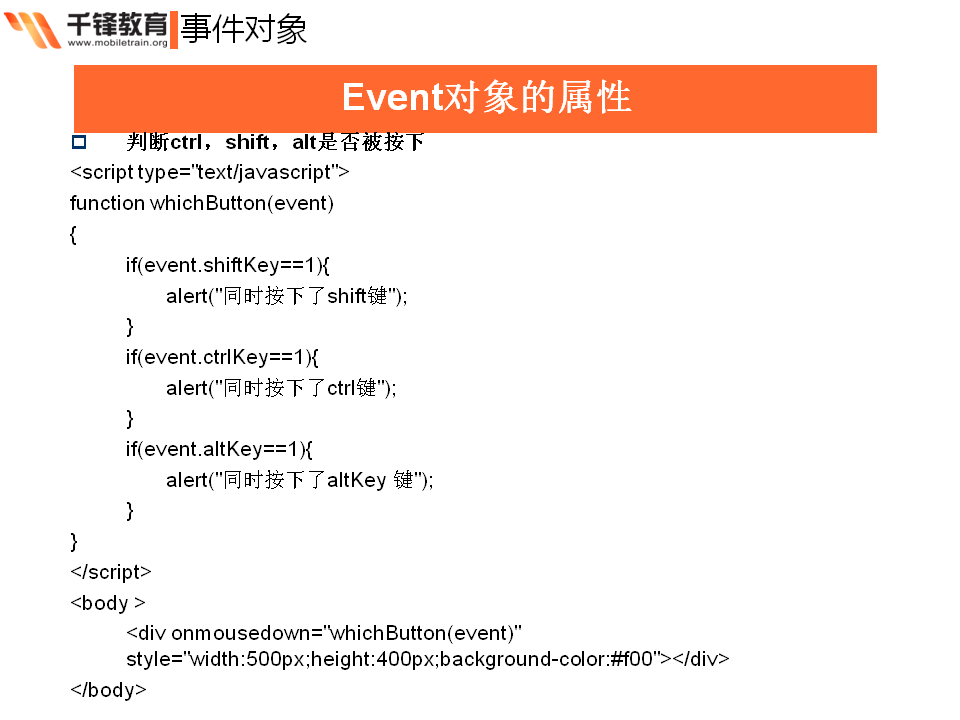 千锋教育
www.mobiletrain.org
事件对象
Event对象的属性
判断ctrl，shift，alt是否被按下
<script type="text/javascript">
function whichButton(event)
{
if(event.shiftKey==1){
alert("同时按下了shift键");
}
if(event.ctrlKey==1){
alert("同时按下了ctrl键");
}
if(event.altKey==1){
alert("同时按下了altKey 键");
}
}
</script>
<body >
<div onmousedown="whichButton(event)"
style="width:500px;height:400px;background-color:#f00"></div>
</body>